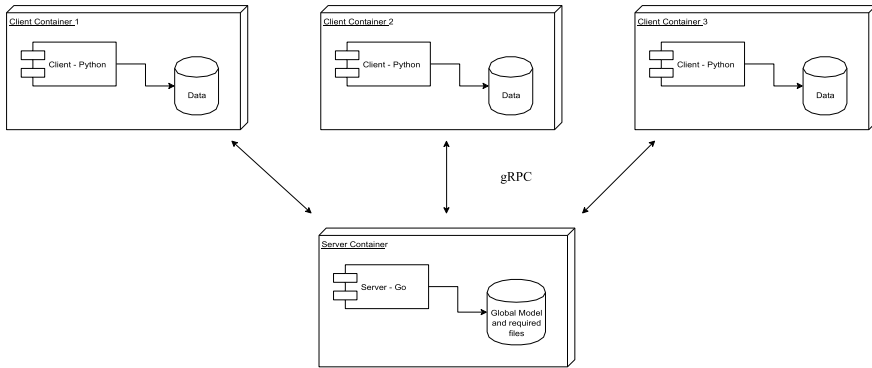 Client Container 1
Client - Python
Data
Client Container 2
Client - Python
Data
Client Container 3
Client - Python
Data
gRPC
Server Container
Server - Go
Global Model
and required
files